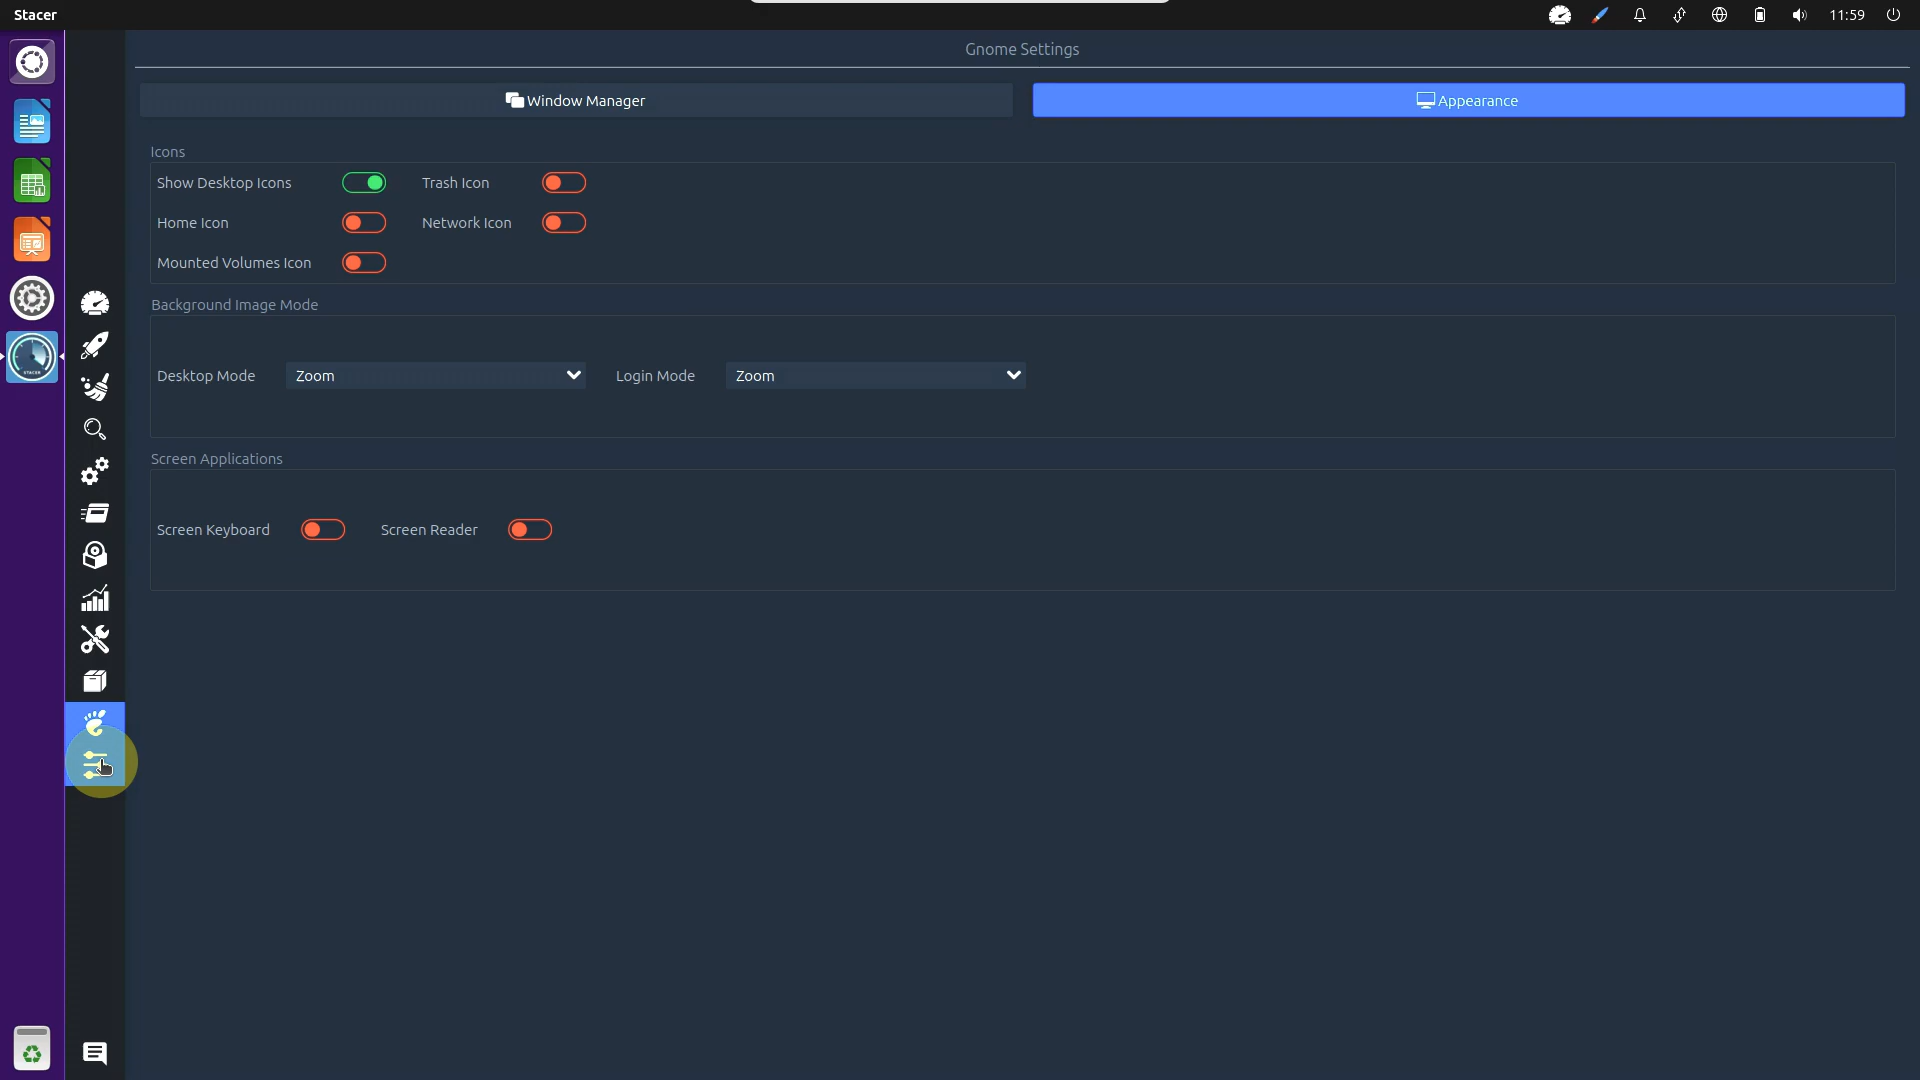 Stacer
11:59
Gnome Settings
Window Manager
Appearance
Icons
Show Desktop Icons
Trash Icon
Home Icon
Network Icon
Mounted Volumes Icon
Background Image Mode
Desktop Mode
Zoom
Login Mode
Zoom
Screen Applications
Screen Keyboard
Screen Reader
STACER